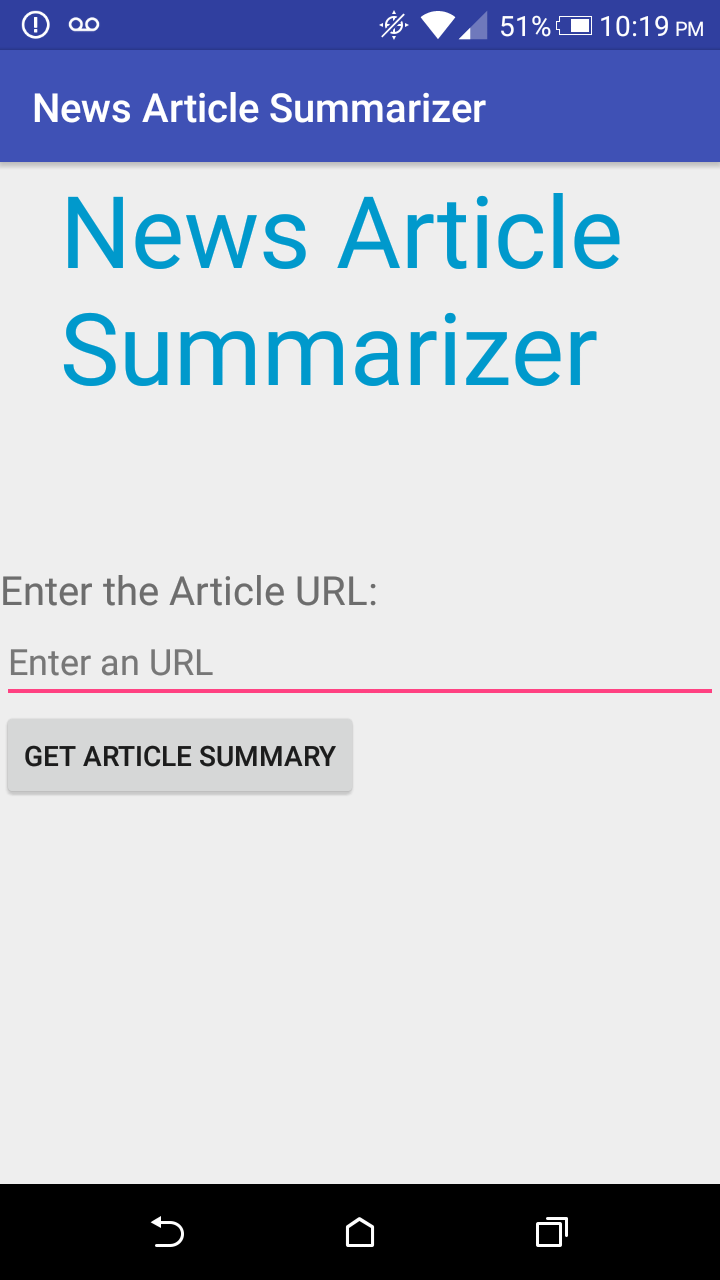 51% 10:19 PM
News Article Summarizer
News Article
Summarizer
Enter the Article URL:
Enter an URL
GET ARTICLE SUMMARY